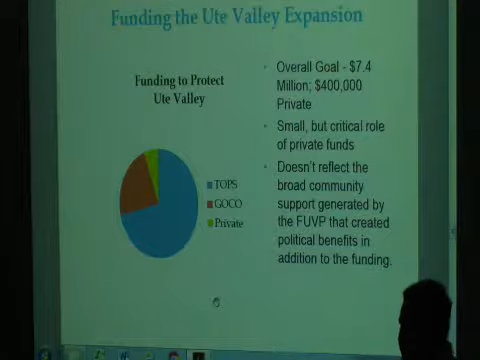 Funding the Ute Valley Expansion
Funding to Protect
Ute Valley
TOPS
GOCO
Private
• Overall Goal - $7.4
Million; $400,000
Private
• Small, but critical role
of private funds
• Doesn't reflect the
broad community
support generated by
the FUVP that created
political benefits in
addition to the funding.